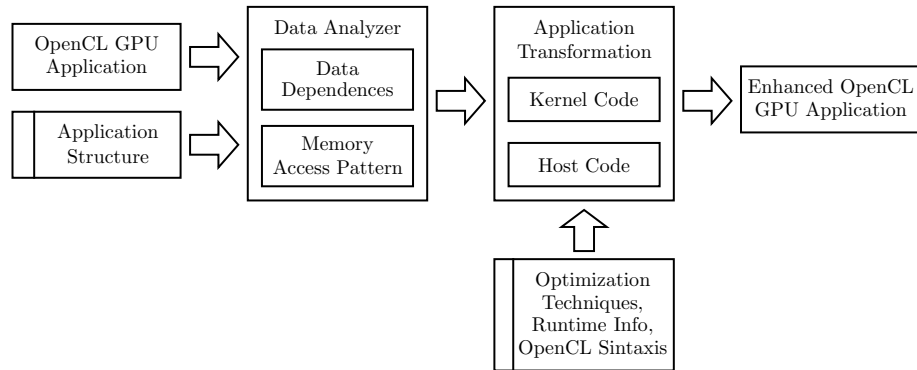 OpenCL GPU
Application
Application
Structure
Data Analyzer
Data
Dependences
Memory
Access Pattern
Application
Transformation
Kernel Code
Host Code
Enhanced OpenCL
GPU Application
Optimization
Techniques,
Runtime Info,
OpenCL Sintaxis